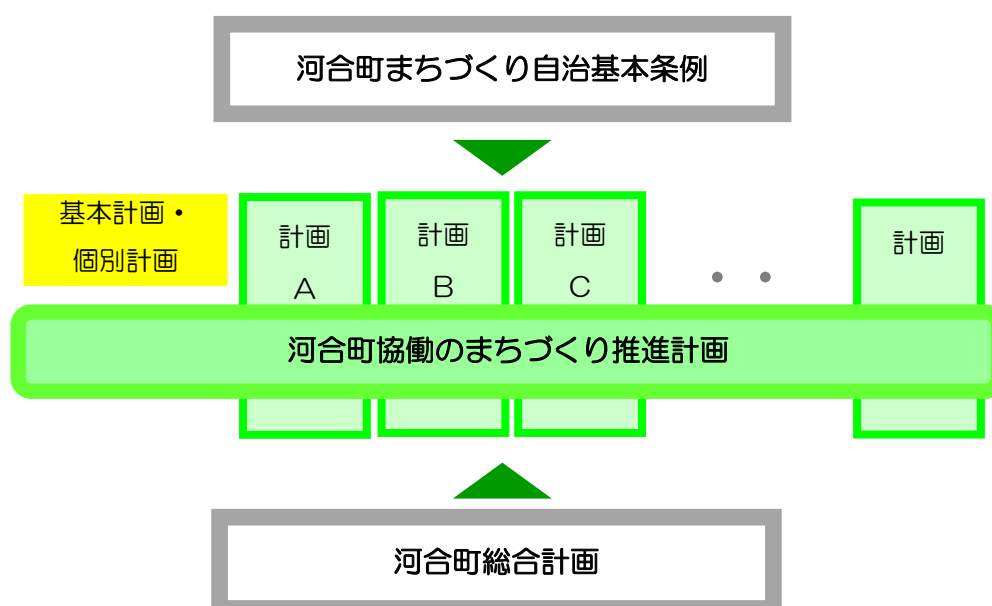 河合町まちづくり自治基本条例
基本計画・
個別計画
計画
A
計画
B
計画
C
・・
計画
河合町協働のまちづくり推進計画
河合町総合計画